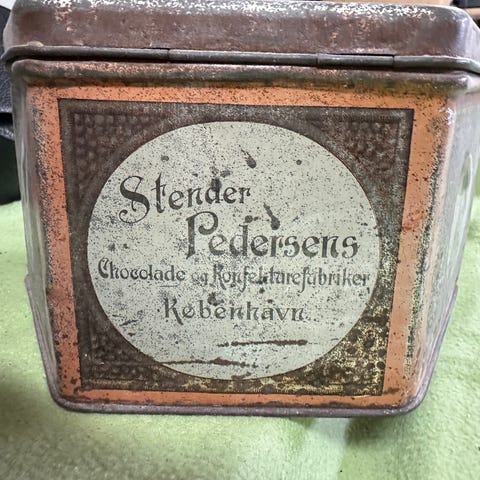 Stender
Pedersens
Chocolade og Konfekturefabriker
København.